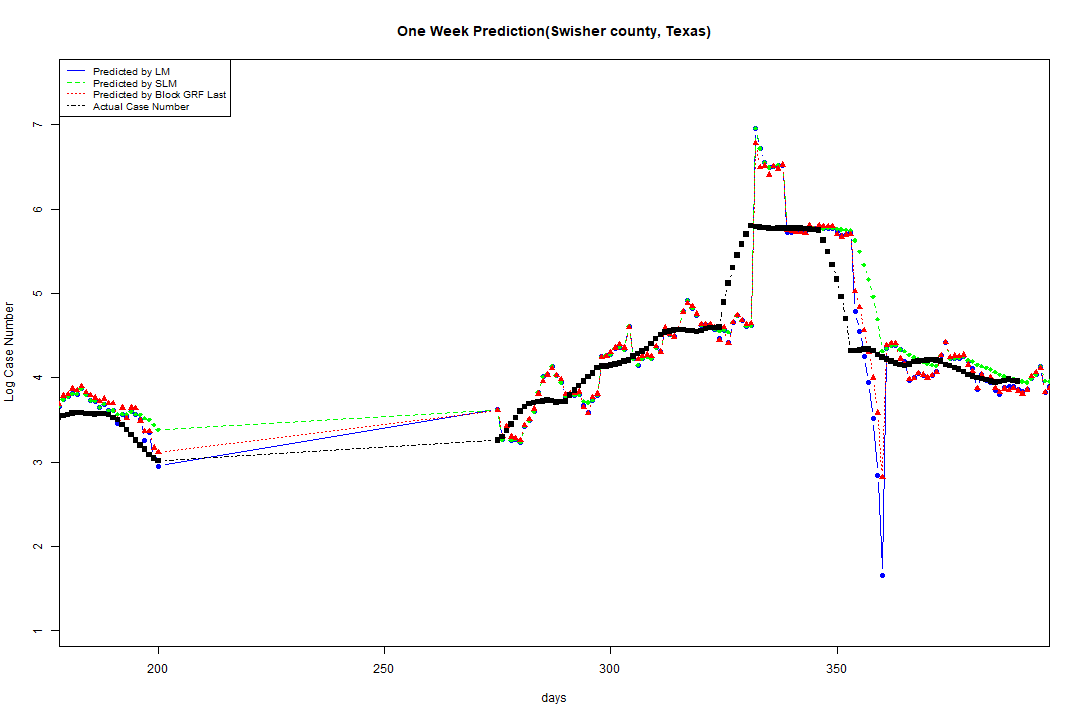 One Week Prediction(Swisher county, Texas)
Predicted by LM
Predicted by SLM
Predicted by Block GRF Last
Actual Case Number
7
6
5
4
3
2
1
Log Case Number
200
250
300
350
days